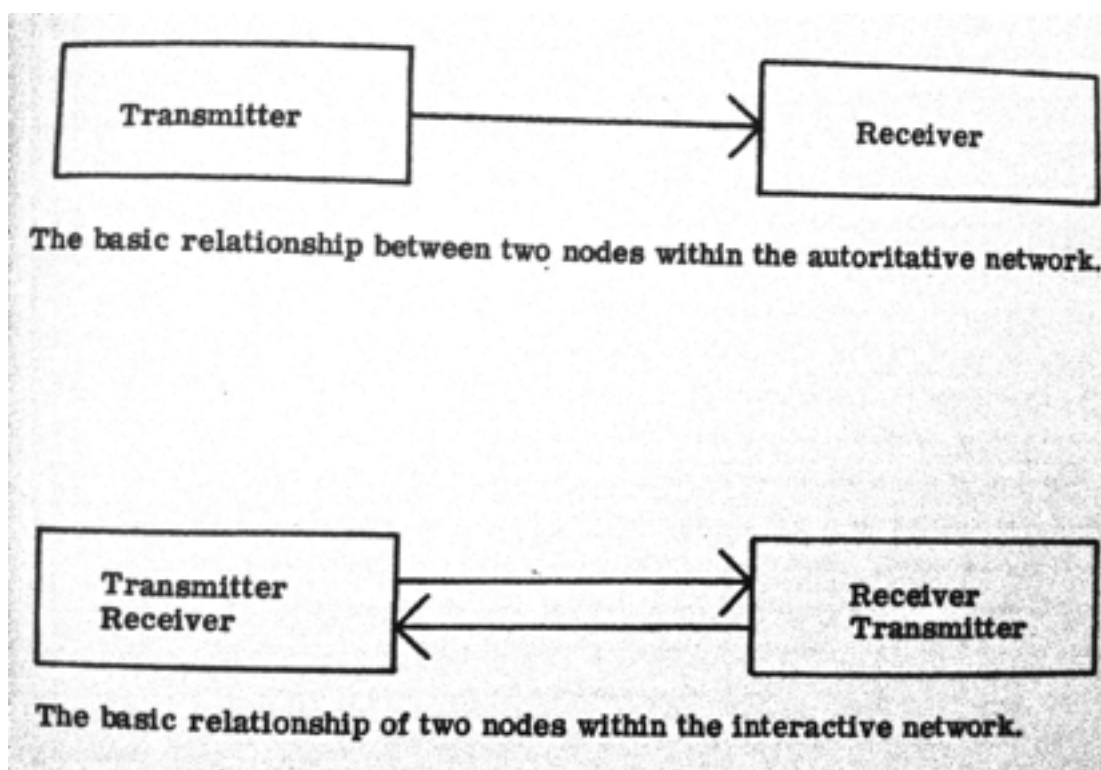 Transmitter
Receiver
The basic relationship between two nodes within the autoritative network.
Transmitter
Receiver
Receiver
Transmitter
The basic relationship of two nodes within the interactive network.